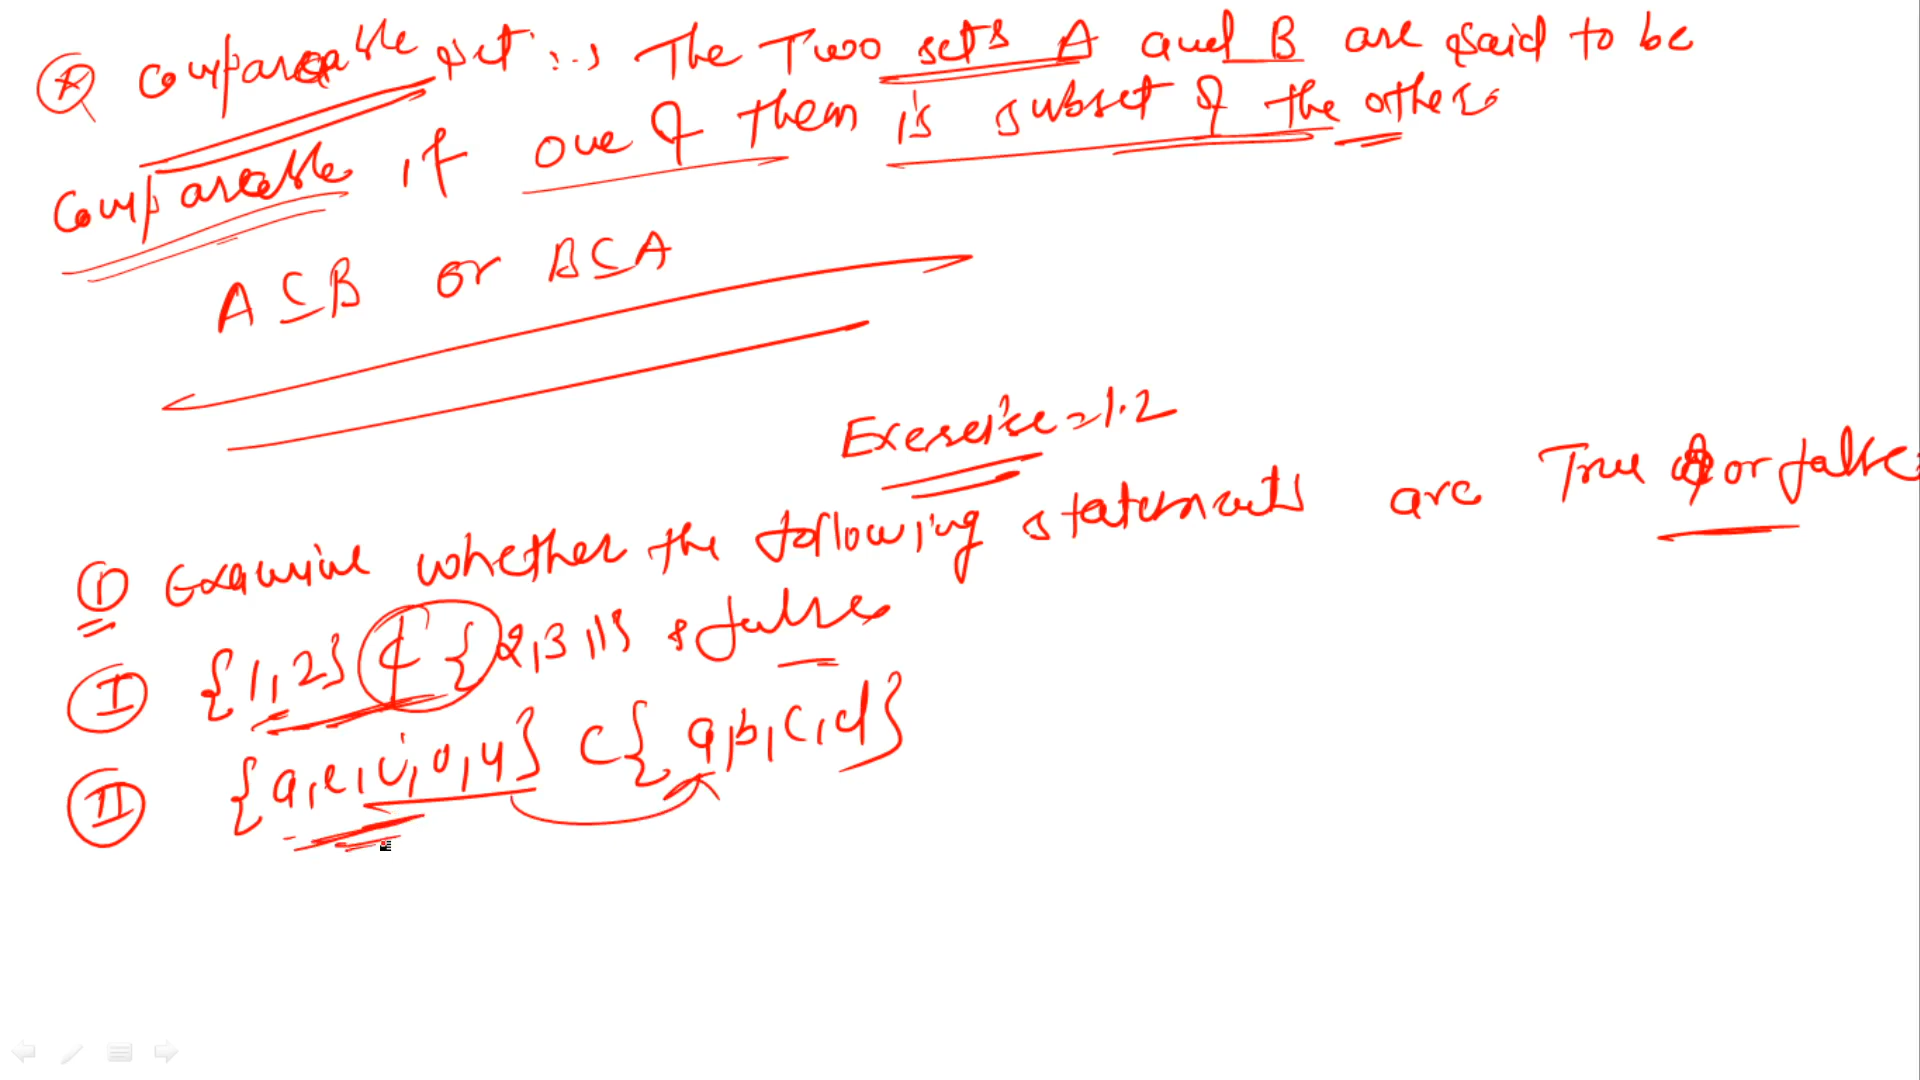 Comparable set :→ The Two sets A and B are said to be
Comparable if one of them is subset of the other
A ⊆ B or B ⊆ A
Exercise = 1.2
① Examine whether the following statements are True or false
Ⅰ {1,2} ⊄ {2,3,1} false
Ⅱ {a,e,i,o,u} ⊂ {a,b,c,d}